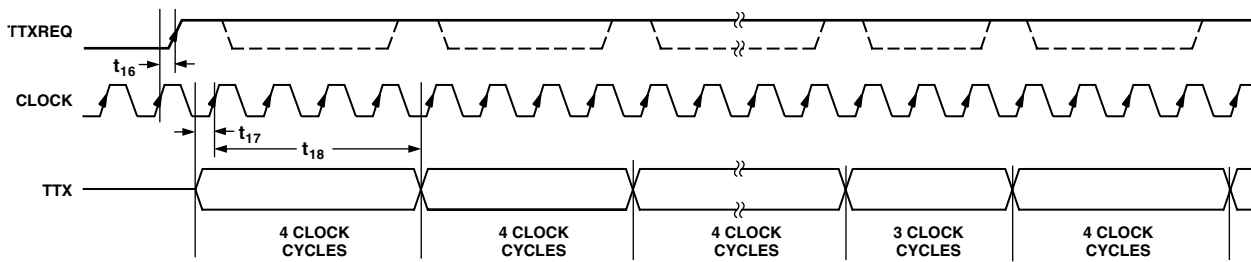 TTXREQ
t16
CLOCK
t17
t18
TTX
4 CLOCK
CYCLES
4 CLOCK
CYCLES
4 CLOCK
CYCLES
3 CLOCK
CYCLES
4 CLOCK
CYCLES